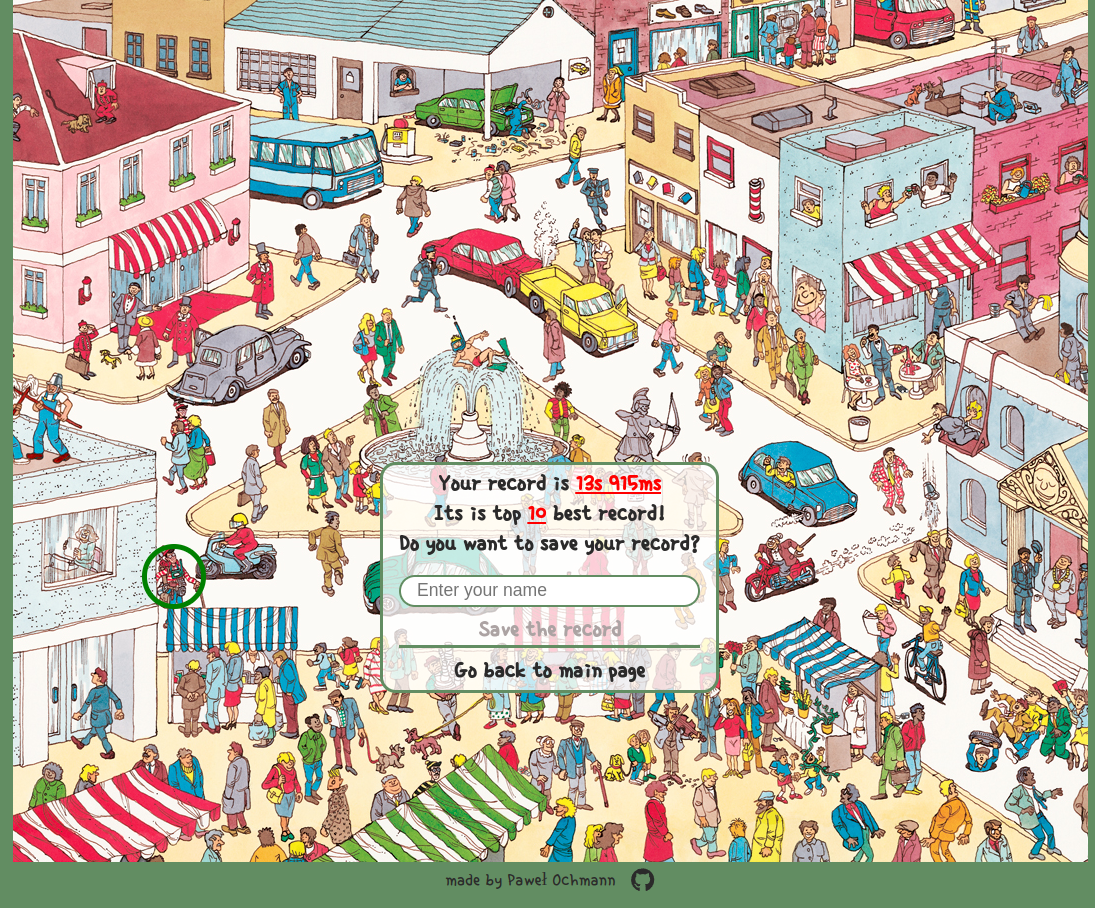 Your record is 13s 915ms
Its is top 10 best record!
Do you want to save your record?
Enter your name
Save the record
Go back to main page
made by Paweł Ochmann